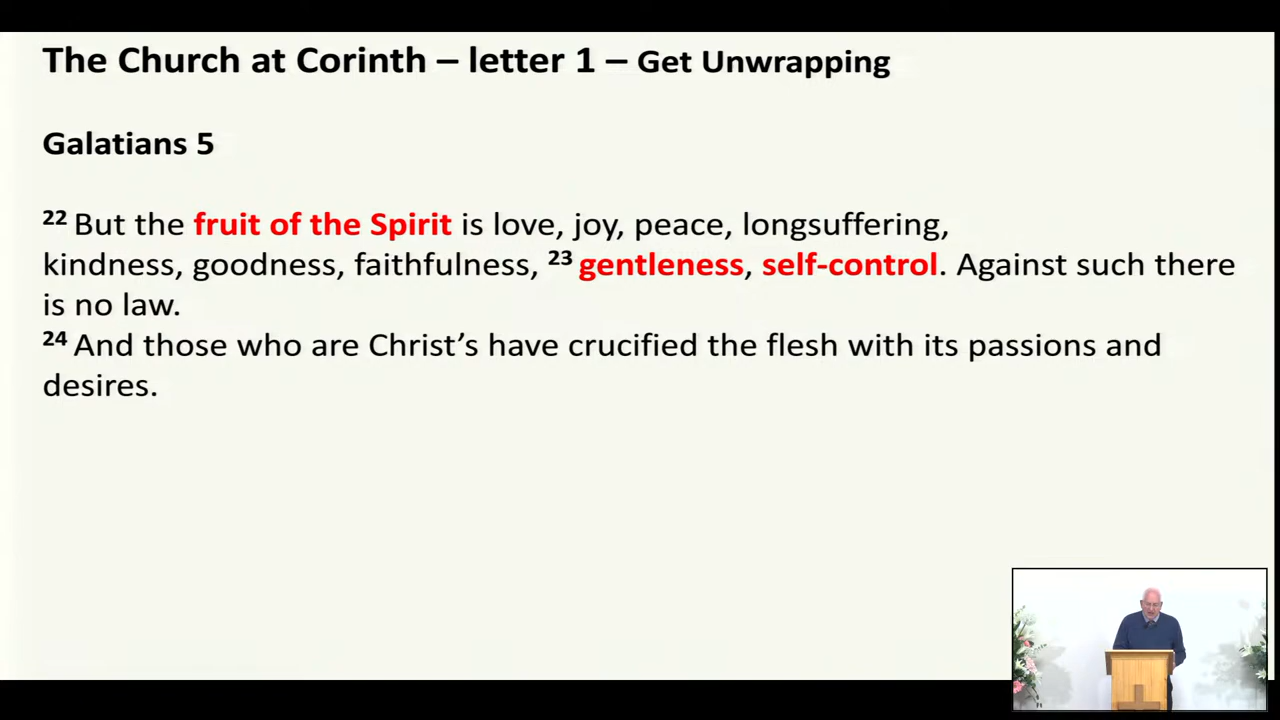 The Church at Corinth – letter 1 – Get Unwrapping
Galatians 5
22 But the fruit of the Spirit is love, joy, peace, longsuffering,
kindness, goodness, faithfulness, 23 gentleness, self-control. Against such there
is no law.
24 And those who are Christ’s have crucified the flesh with its passions and
desires.